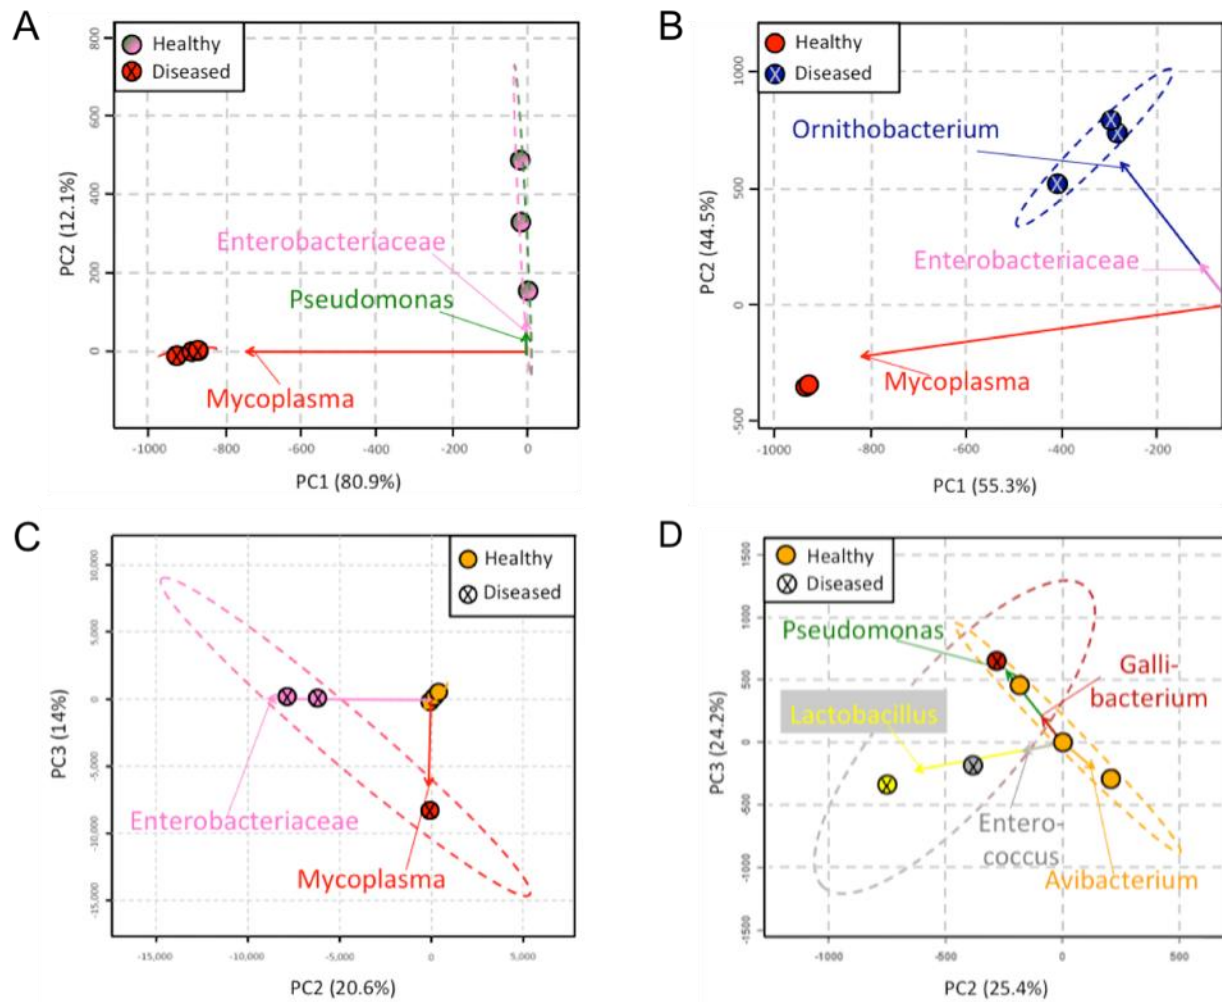 A
Healthy
Diseased
800
600
400
200
0
PC2 (12.1%)
Enterobacteriaceae
Pseudomonas
Mycoplasma
-1000
-800
-600
-400
-200
0
PC1 (80.9%)
B
Healthy
Diseased
1000
500
0
-500
PC2 (44.5%)
Ornithobacterium
Enterobacteriaceae
Mycoplasma
-1000
-800
-600
-400
-200
PC1 (55.3%)
C
Healthy
Diseased
10,000
5,000
0
-5,000
-10,000
-15,000
PC3 (14%)
Enterobacteriaceae
Mycoplasma
-15,000
-10,000
-5,000
0
5,000
PC2 (20.6%)
D
Healthy
Diseased
1500
1000
500
0
-500
-1000
-1500
PC3 (24.2%)
Pseudomonas
Galli-
bacterium
Lactobacillus
Entero-
coccus
Avibacterium
-1000
-500
0
500
PC2 (25.4%)